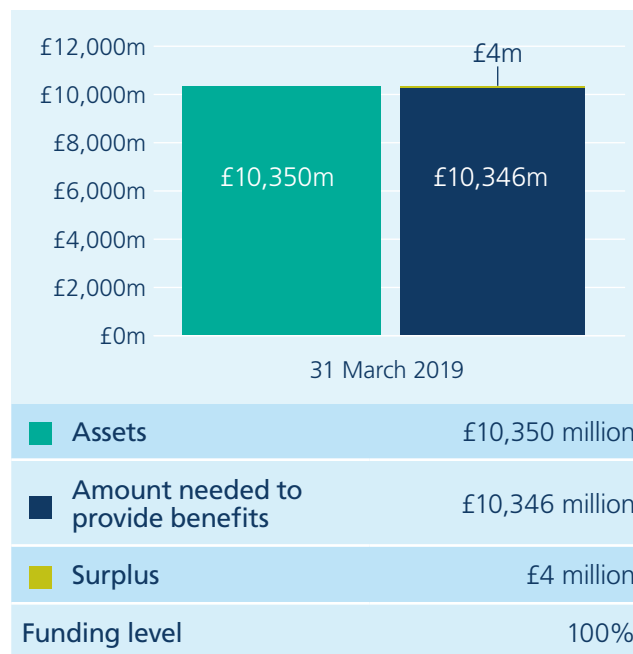 £12,000m
£10,000m
£8,000m
£6,000m
£4,000m
£2,000m
£0m
£4m
£10,350m
£10,346m
31 March 2019
Assets £10,350 million
Amount needed to
provide benefits £10,346 million
Surplus £4 million
Funding level 100%